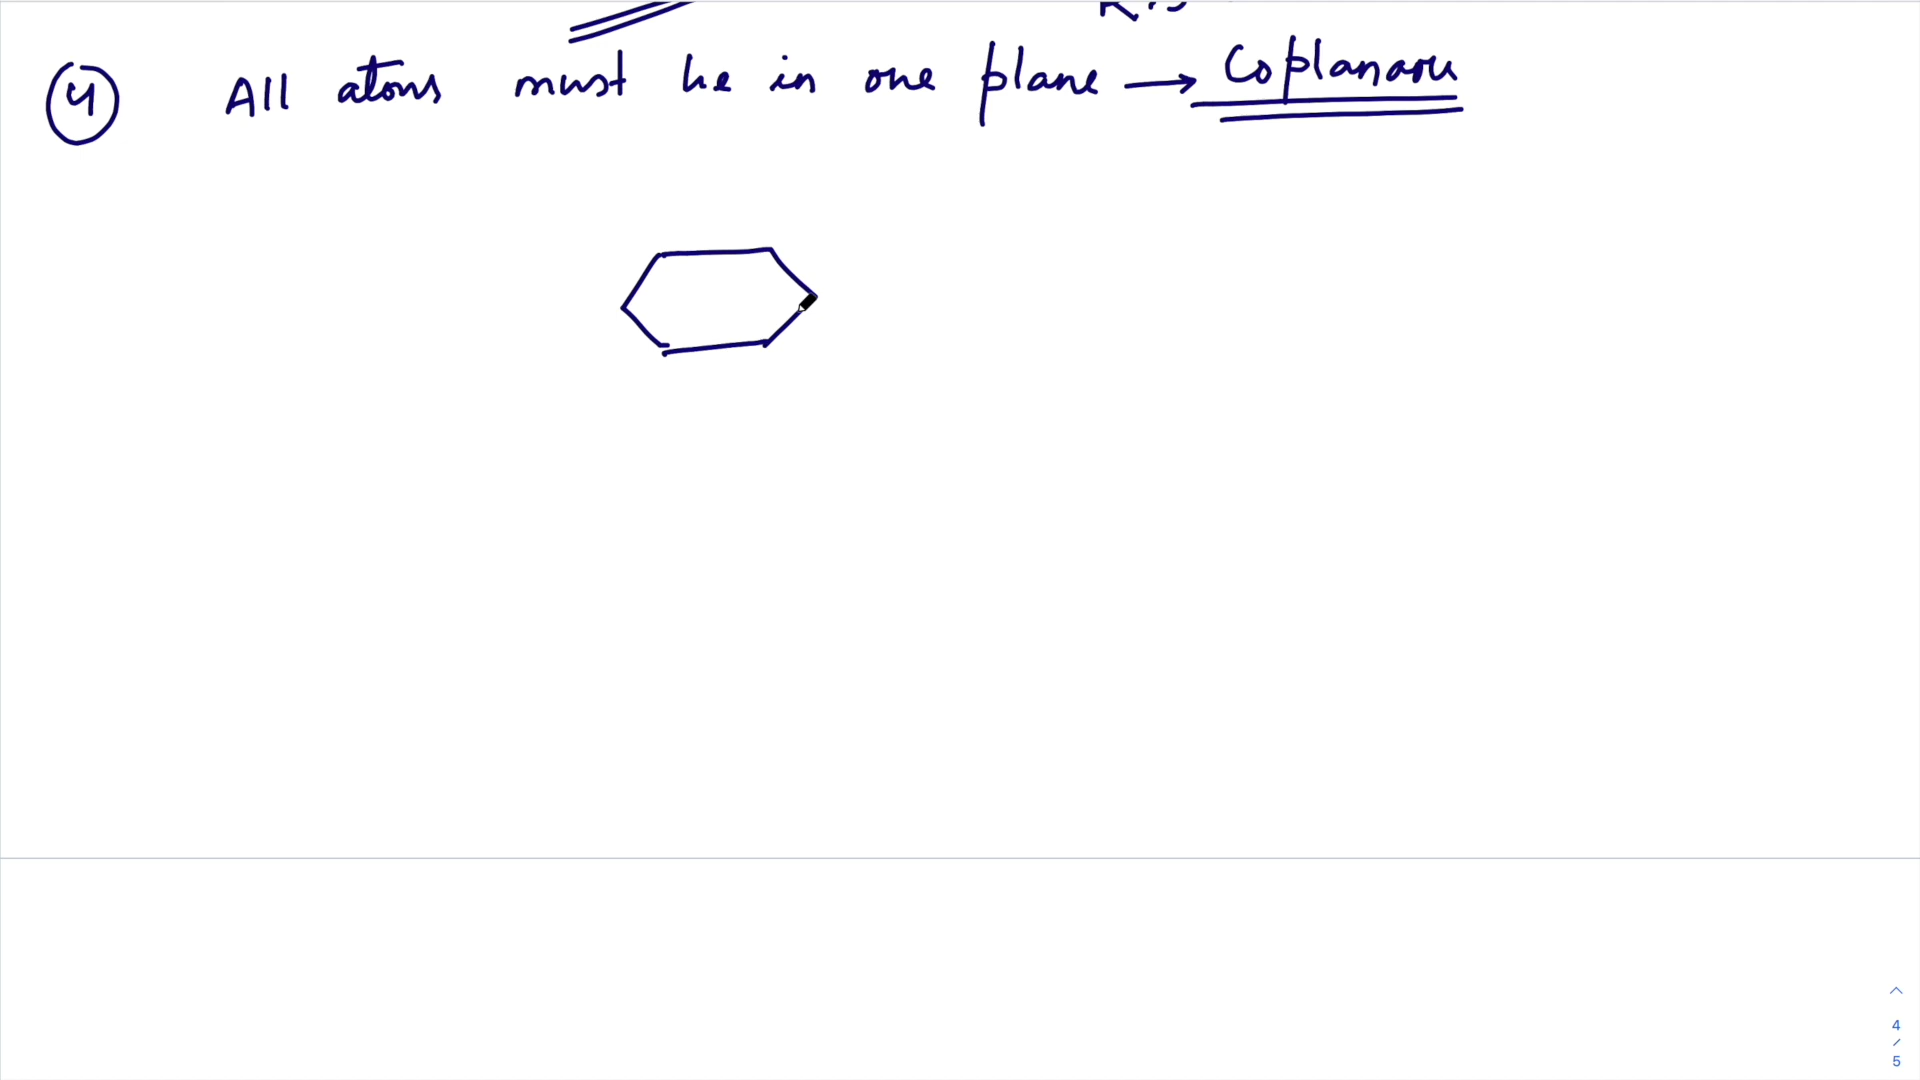 ④ All atoms must be in one plane → Coplanar
4
/
5